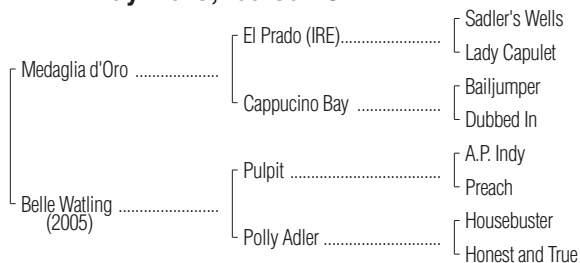 Sadler's Wells
El Prado (IRE)....................
Lady Capulet
Medaglia d'Oro ....................
Bailjumper
Cappucino Bay ....................
Dubbed In
A.P. Indy
Pulpit ....................................
Preach
Belle Watling ........................
(2005)
Housebuster
Polly Adler ............................
Honest and True